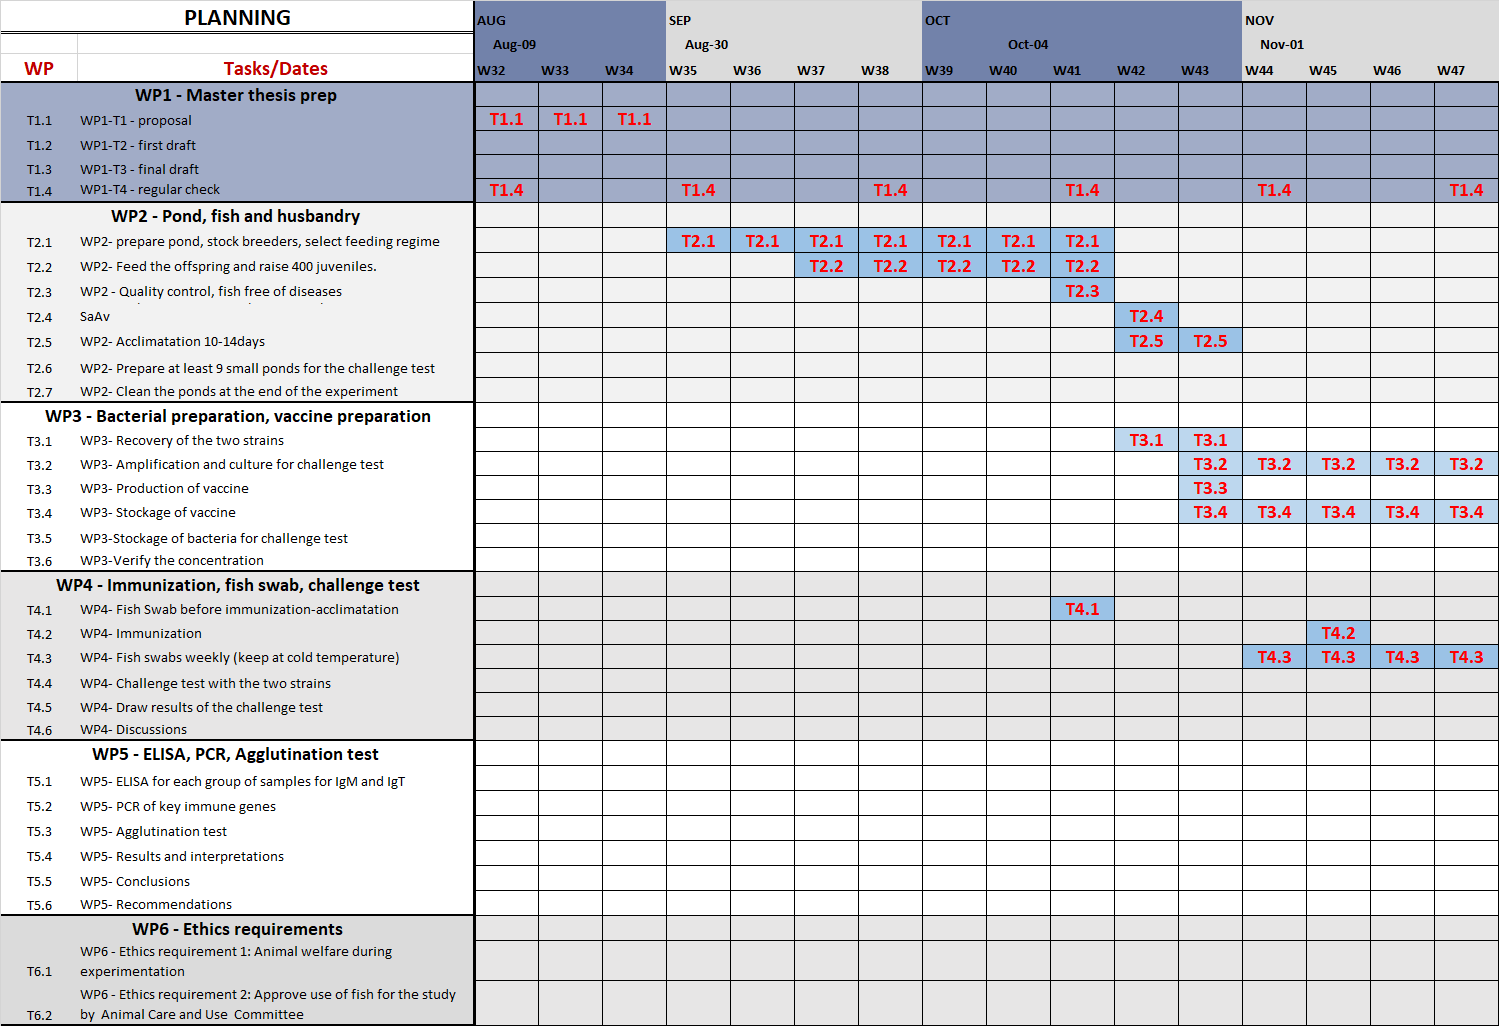 PLANNING
AUG SEP OCT NOV
Aug-09 Aug-30 Oct-04 Nov-01
WP Tasks/Dates W32 W33 W34 W35 W36 W37 W38 W39 W40 W41 W42 W43 W44 W45 W46 W47
WP1 - Master thesis prep
T1.1 WP1-T1 - proposal T1.1 T1.1 T1.1
T1.2 WP1-T2 - first draft
T1.3 WP1-T3 - final draft
T1.4 WP1-T4 - regular check T1.4 T1.4 T1.4 T1.4 T1.4 T1.4
WP2 - Pond, fish and husbandry
T2.1 WP2- prepare pond, stock breeders, select feeding regime T2.1 T2.1 T2.1 T2.1 T2.1 T2.1 T2.1
T2.2 WP2- Feed the offspring and raise 400 juveniles. T2.2 T2.2 T2.2 T2.2 T2.2
T2.3 WP2 - Quality control, fish free of diseases T2.3
T2.4 SaAv T2.4
T2.5 WP2- Acclimatation 10-14days T2.5 T2.5
T2.6 WP2- Prepare at least 9 small ponds for the challenge test
T2.7 WP2- Clean the ponds at the end of the experiment
WP3 - Bacterial preparation, vaccine preparation
T3.1 WP3- Recovery of the two strains T3.1 T3.1
T3.2 WP3- Amplification and culture for challenge test T3.2 T3.2 T3.2 T3.2 T3.2
T3.3 WP3- Production of vaccine T3.3
T3.4 WP3- Stockage of vaccine T3.4 T3.4 T3.4 T3.4 T3.4
T3.5 WP3-Stockage of bacteria for challenge test
T3.6 WP3-Verify the concentration
WP4 - Immunization, fish swab, challenge test
T4.1 WP4- Fish Swab before immunization-acclimatation T4.1
T4.2 WP4- Immunization T4.2
T4.3 WP4- Fish swabs weekly (keep at cold temperature) T4.3 T4.3 T4.3 T4.3
T4.4 WP4- Challenge test with the two strains
T4.5 WP4- Draw results of the challenge test
T4.6 WP4- Discussions
WP5 - ELISA, PCR, Agglutination test
T5.1 WP5- ELISA for each group of samples for IgM and IgT
T5.2 WP5- PCR of key immune genes
T5.3 WP5- Agglutination test
T5.4 WP5- Results and interpretations
T5.5 WP5- Conclusions
T5.6 WP5- Recommendations
WP6 - Ethics requirements
WP6 - Ethics requirement 1: Animal welfare during
T6.1 experimentation
WP6 - Ethics requirement 2: Approve use of fish for the study
T6.2 by Animal Care and Use Committee